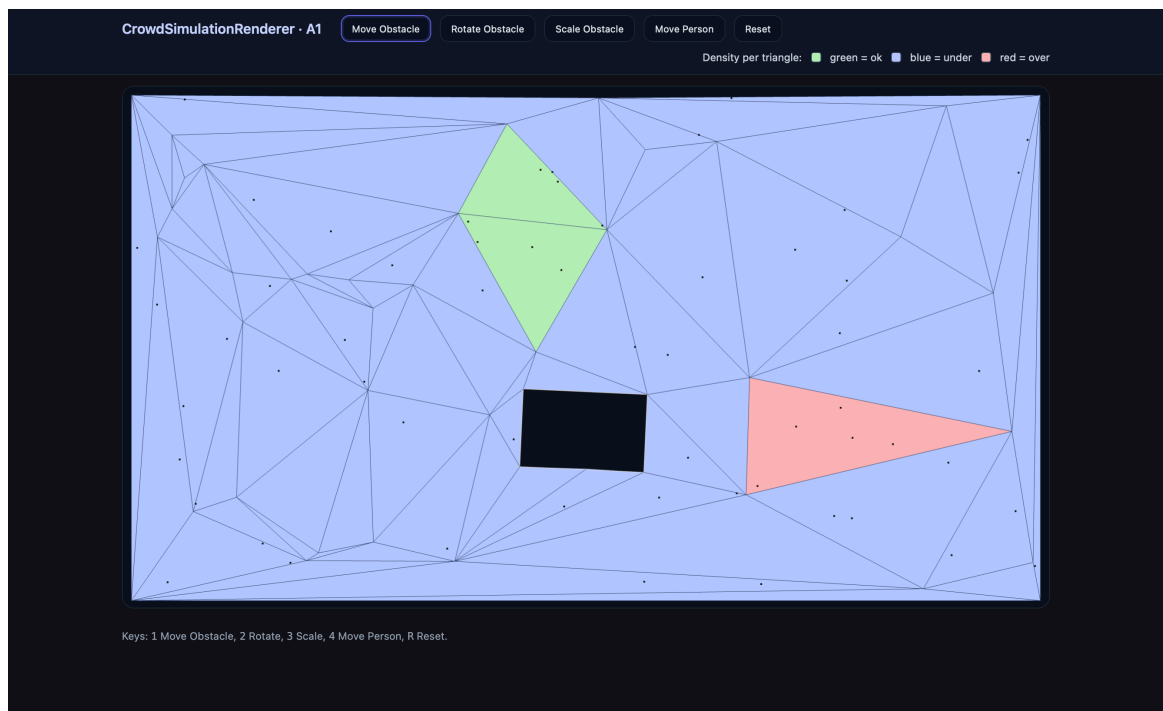 CrowdSimulationRenderer · A1 Move Obstacle Rotate Obstacle Scale Obstacle Move Person Reset
Density per triangle: green = ok blue = under red = over
Keys: 1 Move Obstacle, 2 Rotate, 3 Scale, 4 Move Person, R Reset.